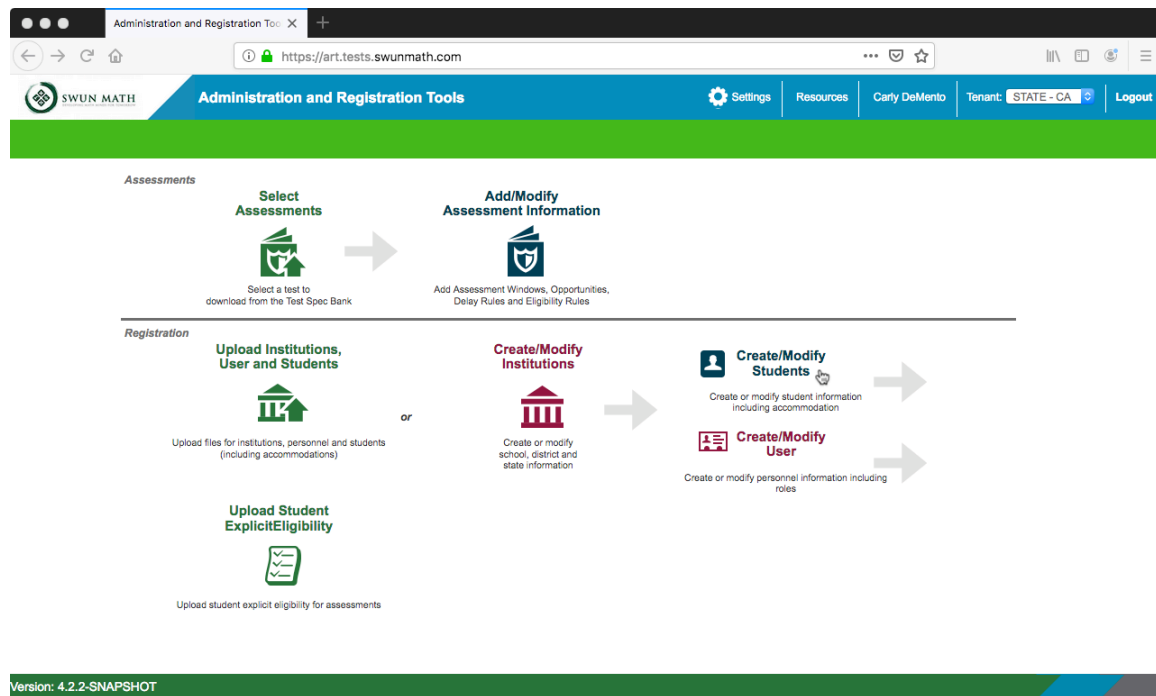 Administration and Registration Too
https://art.tests.swunmath.com
SWUN MATH
Administration and Registration Tools
Settings
Resources
Carly DeMento
Tenant: STATE - CA
Logout
Assessments
Select
Assessments
Select a test to
download from the Test Spec Bank
Add/Modify
Assessment Information
Add Assessment Windows, Opportunities,
Delay Rules and Eligibility Rules
Registration
Upload Institutions,
User and Students
Upload files for institutions, personnel and students
(including accommodations)
or
Create/Modify
Institutions
Create or modify
school, district and
state information
Create/Modify
Students
Create or modify student information
including accommodation
Create/Modify
User
Create or modify personnel information including
roles
Upload Student
ExplicitEligibility
Upload student explicit eligibility for assessments
Version: 4.2.2-SNAPSHOT